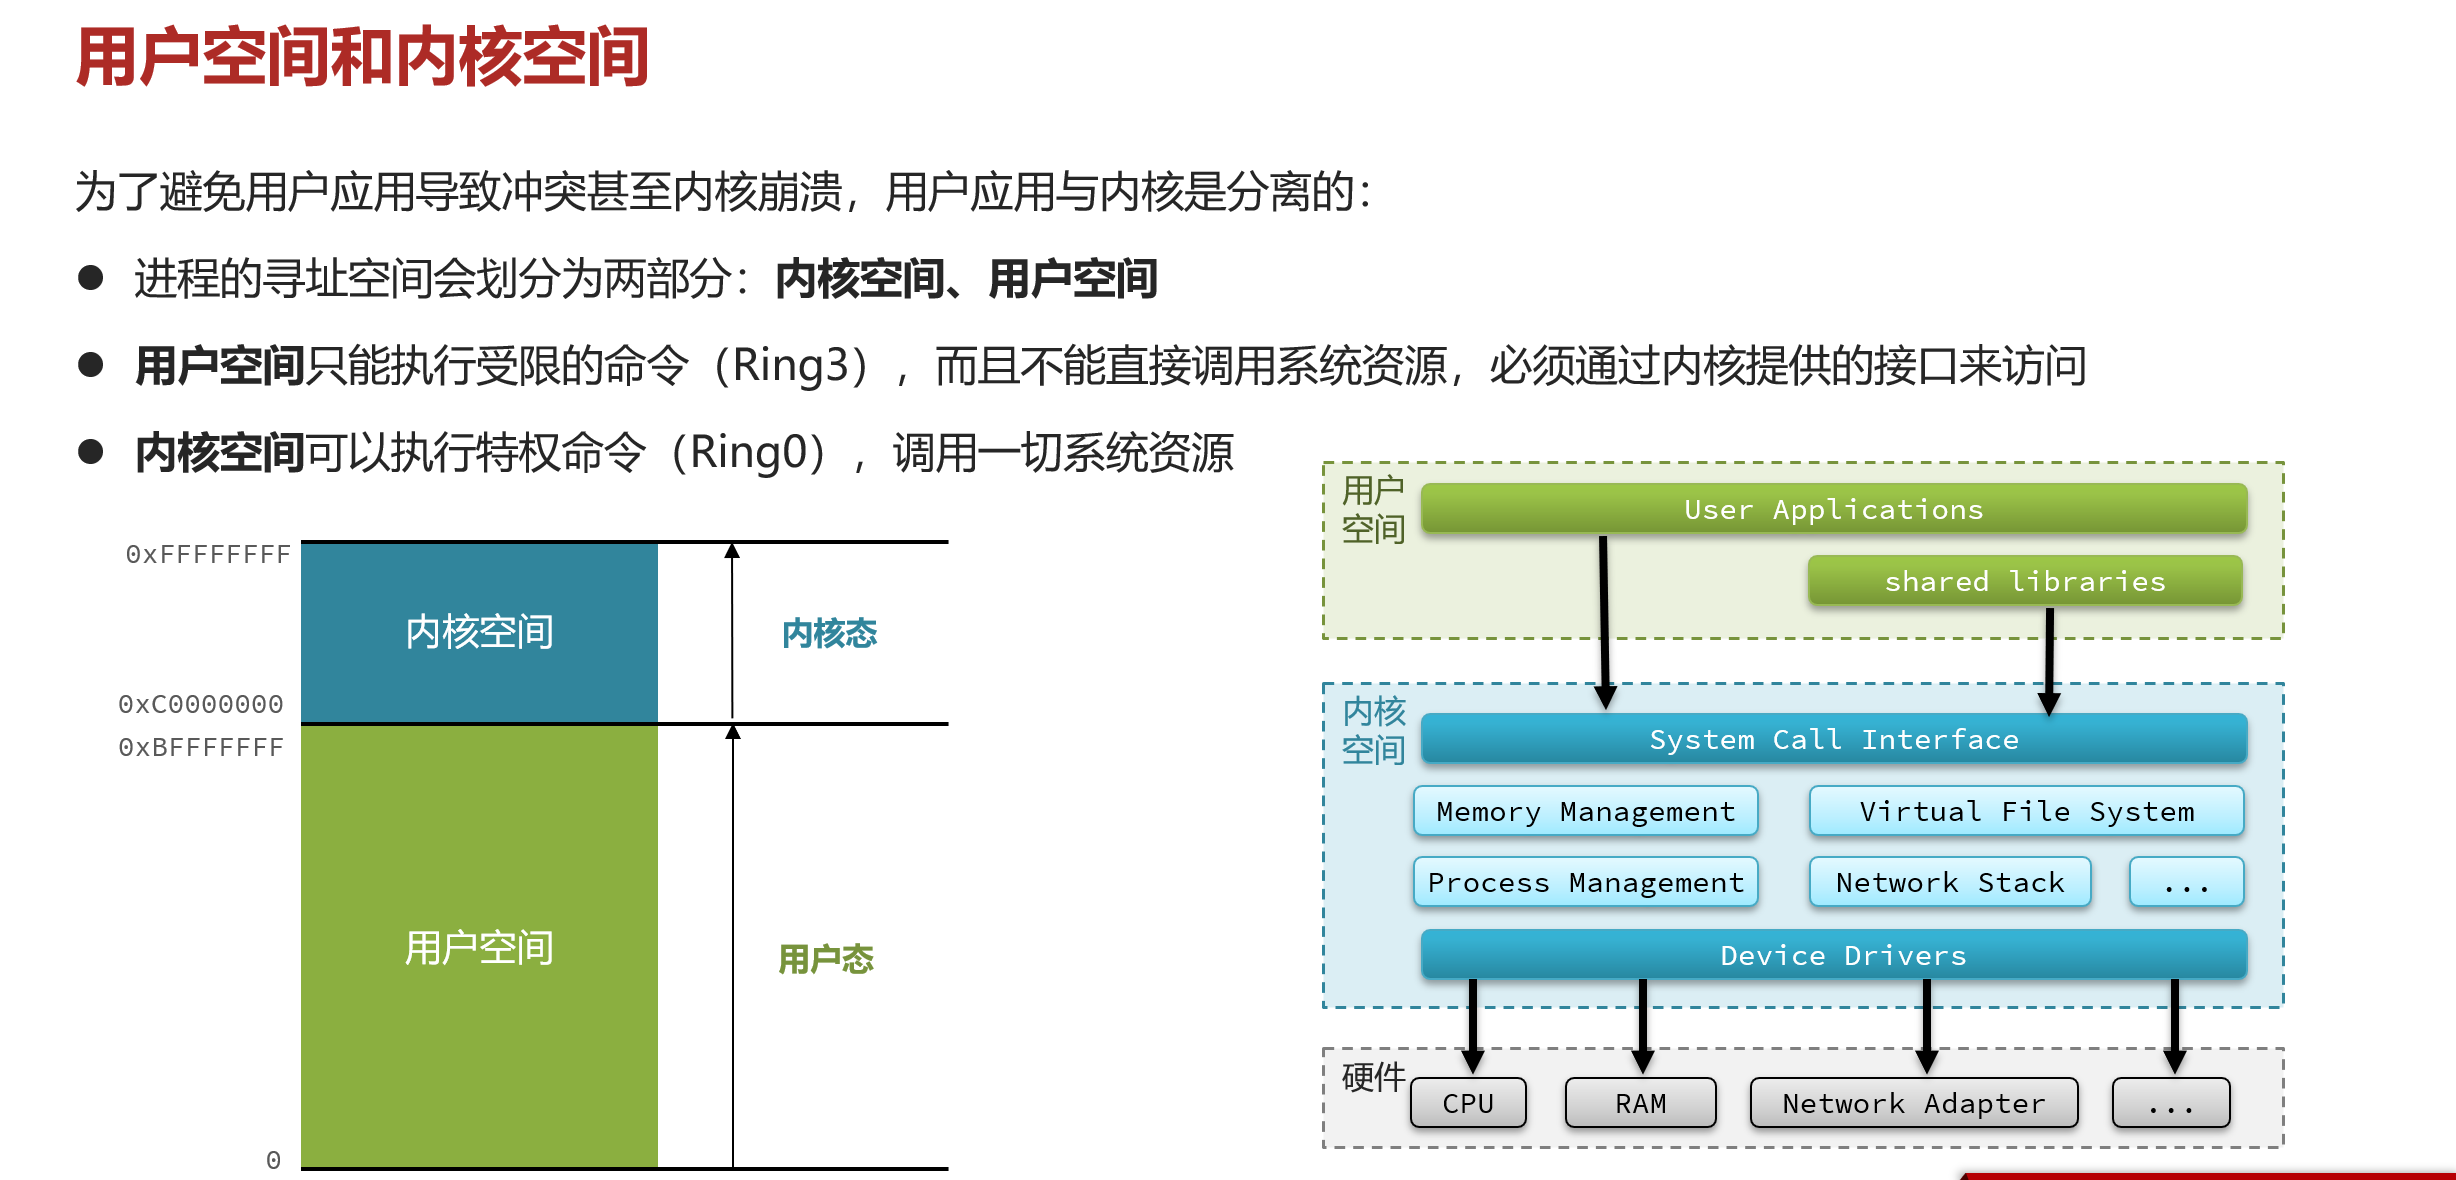 用户空间和内核空间
为了避免用户应用导致冲突甚至内核崩溃，用户应用与内核是分离的：
● 进程的寻址空间会划分为两部分：内核空间、用户空间
● 用户空间只能执行受限的命令（Ring3），而且不能直接调用系统资源，必须通过内核提供的接口来访问
● 内核空间可以执行特权命令（Ring0），调用一切系统资源
0xFFFFFFFF
内核空间
内核态
0xC0000000
0xBFFFFFFF
用户空间
用户态
0
用户
空间
User Applications
shared libraries
内核
空间
System Call Interface
Memory Management
Virtual File System
Process Management
Network Stack
...
Device Drivers
硬件
CPU
RAM
Network Adapter
...